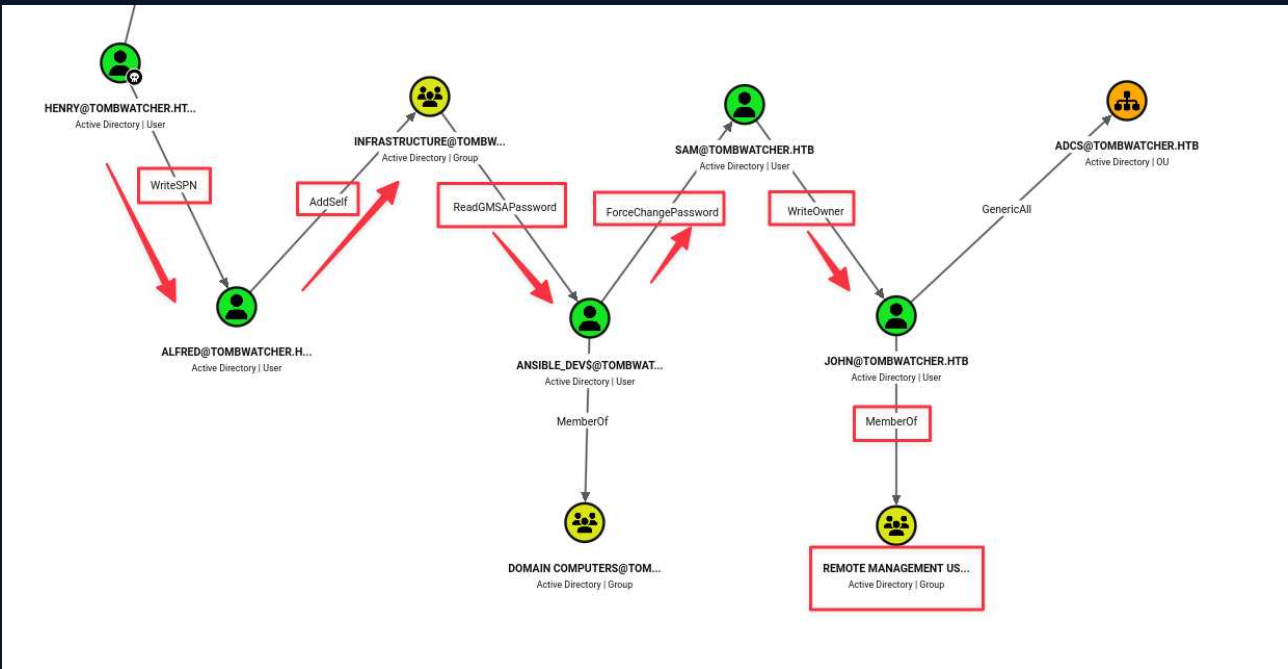 HENRY@TOMBWATCHER.HT...
Active Directory | User
INFRASTRUCTURE@TOMBW...
Active Directory | Group
SAM@TOMBWATCHER.HTB
Active Directory | User
ADCS@TOMBWATCHER.HTB
Active Directory | OU
WriteSPN
AddSelf
ReadGMSAPassword
ForceChangePassword
WriteOwner
GenericAll
ALFRED@TOMBWATCHER.H...
Active Directory | User
ANSIBLE_DEV$@TOMBWAT...
Active Directory | User
JOHN@TOMBWATCHER.HTB
Active Directory | User
MemberOf
MemberOf
DOMAIN COMPUTERS@TOM...
Active Directory | Group
REMOTE MANAGEMENT US...
Active Directory | Group